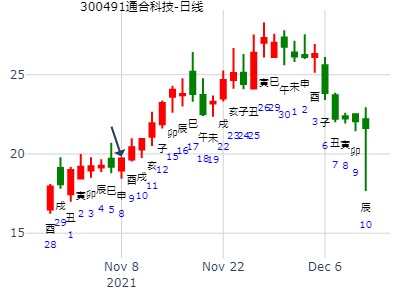 300491通合科技-日线
25
20
15
酉
28
戌
29
丑
1
寅
2
卯
3
辰
4
巳
5
申
8
酉
9
戌
10
亥
11
子
12
卯
15
辰
16
巳
17
午
18
未
19
戌
22
亥
23
子
24
丑
25
寅
26
巳
29
午
30
未
1
申
2
酉
3
子
6
丑
7
寅
8
卯
9
辰
10
Nov 8
2021
Nov 22
Dec 6